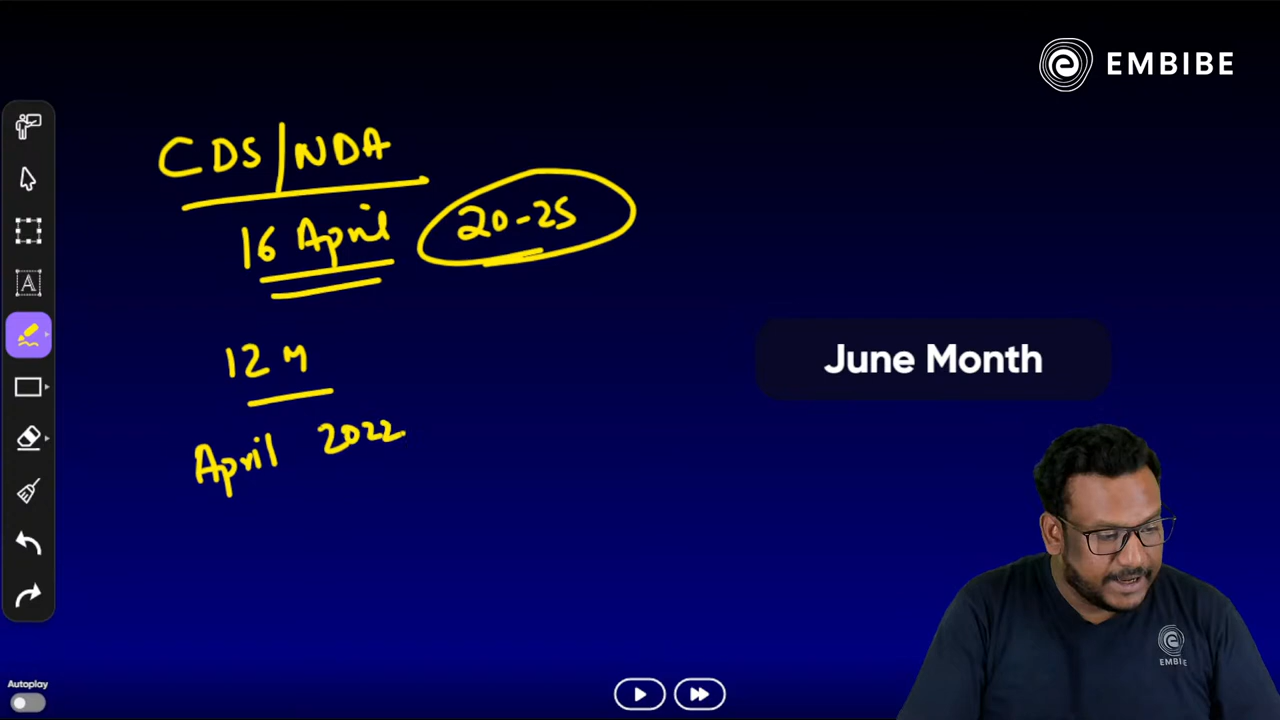 EMBIBE
CDS/NDA
16 April 20-25
12 M
April 2022
June Month
A
EMBIBE
Autoplay